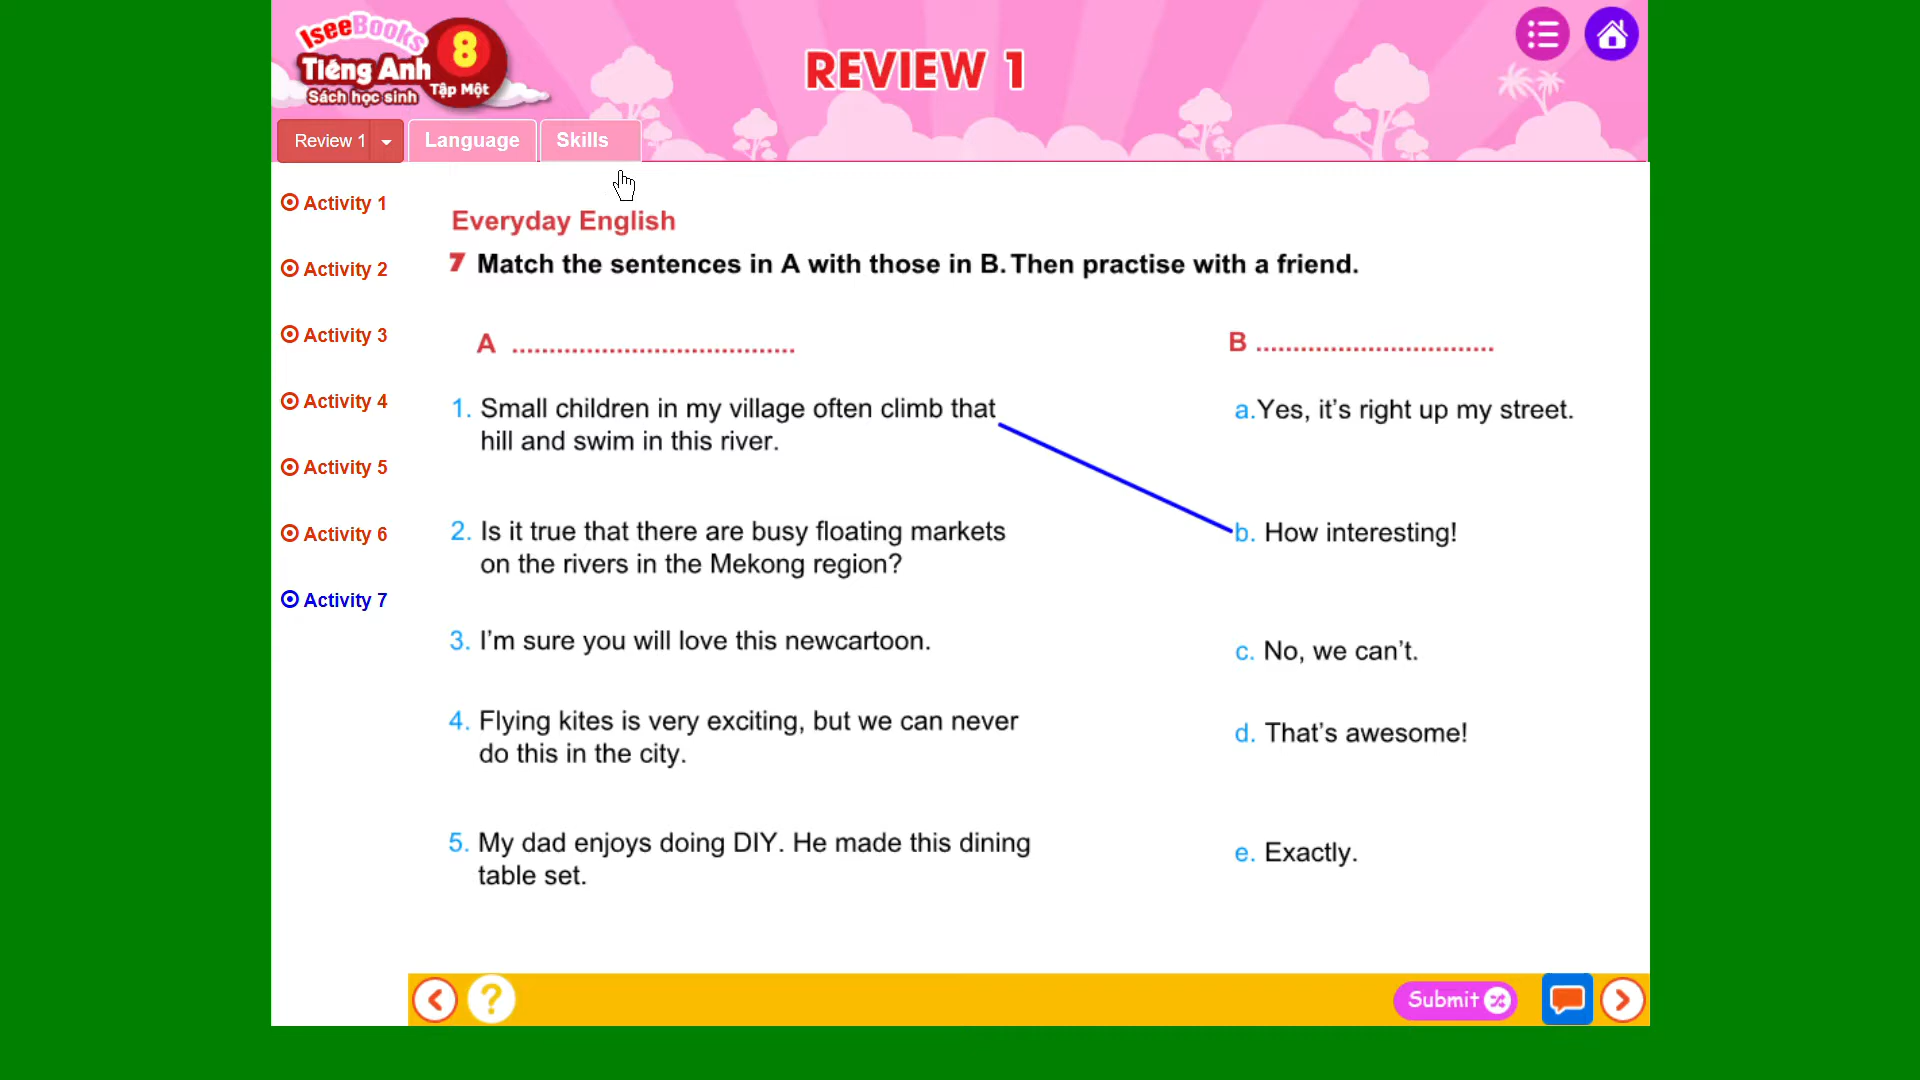 IseeBooks
Tiếng Anh 8
Sách học sinh Tập Một
REVIEW 1
Review 1 Language Skills
Activity 1
Activity 2
Activity 3
Activity 4
Activity 5
Activity 6
Activity 7
Everyday English
7 Match the sentences in A with those in B. Then practise with a friend.
A ......................................
B ................................
1. Small children in my village often climb that
hill and swim in this river.
a.Yes, it's right up my street.
2. Is it true that there are busy floating markets
on the rivers in the Mekong region?
b. How interesting!
3. I'm sure you will love this newcartoon.
c. No, we can't.
4. Flying kites is very exciting, but we can never
do this in the city.
d. That's awesome!
5. My dad enjoys doing DIY. He made this dining
table set.
e. Exactly.
?
Submit